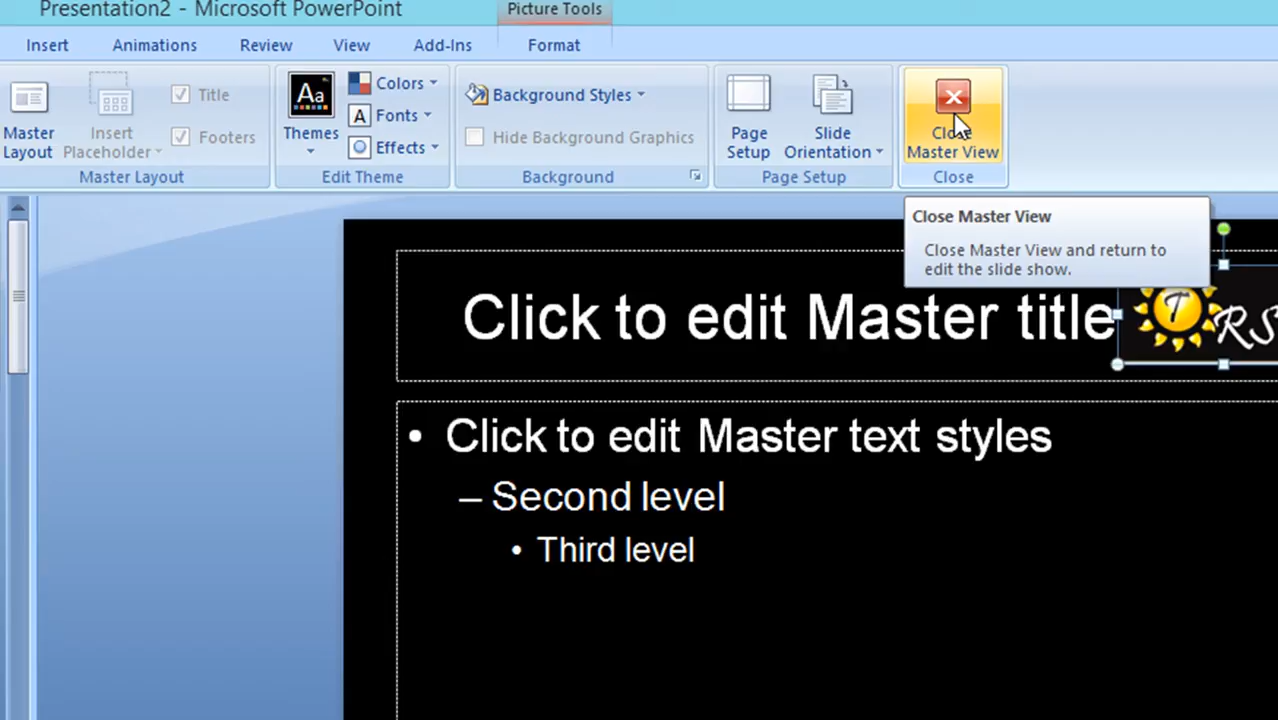 Presentation2 - Microsoft PowerPoint
Picture Tools
Insert
Animations
Review
View
Add-Ins
Format
Master
Layout
Insert
Placeholder
Title
Footers
Master Layout
Aa
Themes
Colors
A
Fonts
Effects
Edit Theme
Background Styles
Hide Background Graphics
Background
Page
Setup
Slide
Orientation
Page Setup
Close
Master View
Close
Close Master View
Close Master View and return to
edit the slide show.
Click to edit Master title
T
RS
• Click to edit Master text styles
– Second level
• Third level